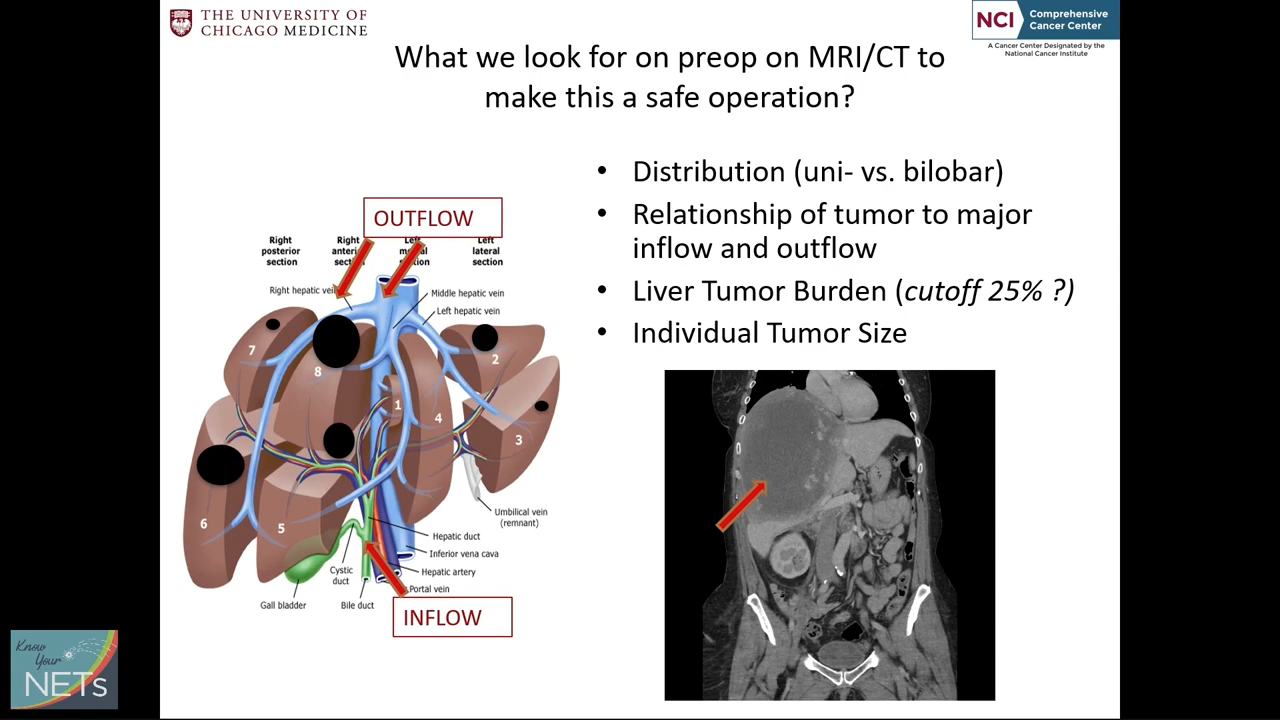 THE UNIVERSITY OF
CHICAGO MEDICINE
NCI
Comprehensive
Cancer Center
A Cancer Center Designated by the
National Cancer Institute
What we look for on preop on MRI/CT to
make this a safe operation?
• Distribution (uni- vs. bilobar)
• Relationship of tumor to major
inflow and outflow
• Liver Tumor Burden (cutoff 25% ?)
• Individual Tumor Size
OUTFLOW
Right
posterior
section
Right
Left
Left
lateral
section
Right hepatic
Middle hepatic vein
Left hepatic vein
7
8
2
1
4
3
6
5
Umbilical vein
(remnant)
Hepatic duct
Inferior vena cava
Hepatic artery
Portal vein
Cystic
duct
Gall bladder
Bile duct
INFLOW
Know
Your
NETs